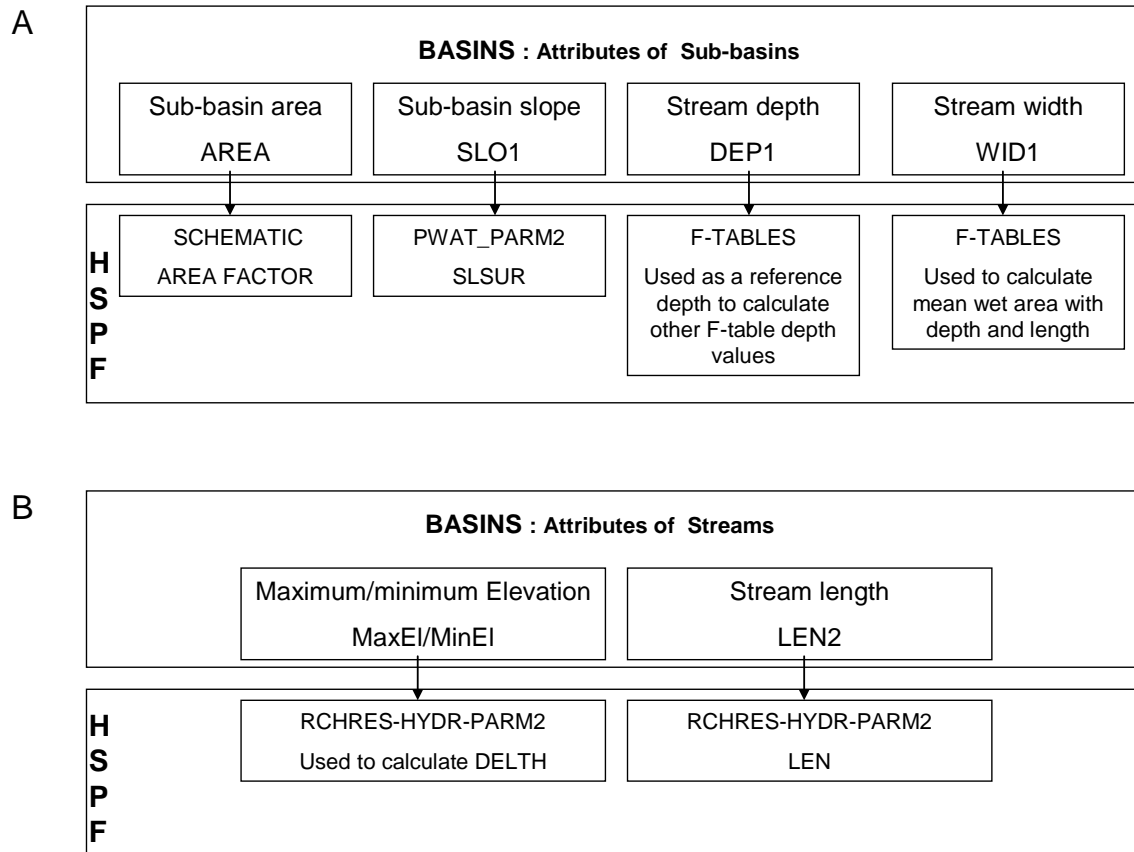 A
BASINS : Attributes of Sub-basins
Sub-basin area
AREA
Sub-basin slope
SLO1
Stream depth
DEP1
Stream width
WID1
H
S
P
F
SCHEMATIC
AREA FACTOR
PWAT_PARM2
SLSUR
F-TABLES
Used as a reference
depth to calculate
other F-table depth
values
F-TABLES
Used to calculate
mean wet area with
depth and length
B
BASINS : Attributes of Streams
Maximum/minimum Elevation
MaxEl/MinEl
Stream length
LEN2
H
S
P
F
RCHRES-HYDR-PARM2
Used to calculate DELTH
RCHRES-HYDR-PARM2
LEN